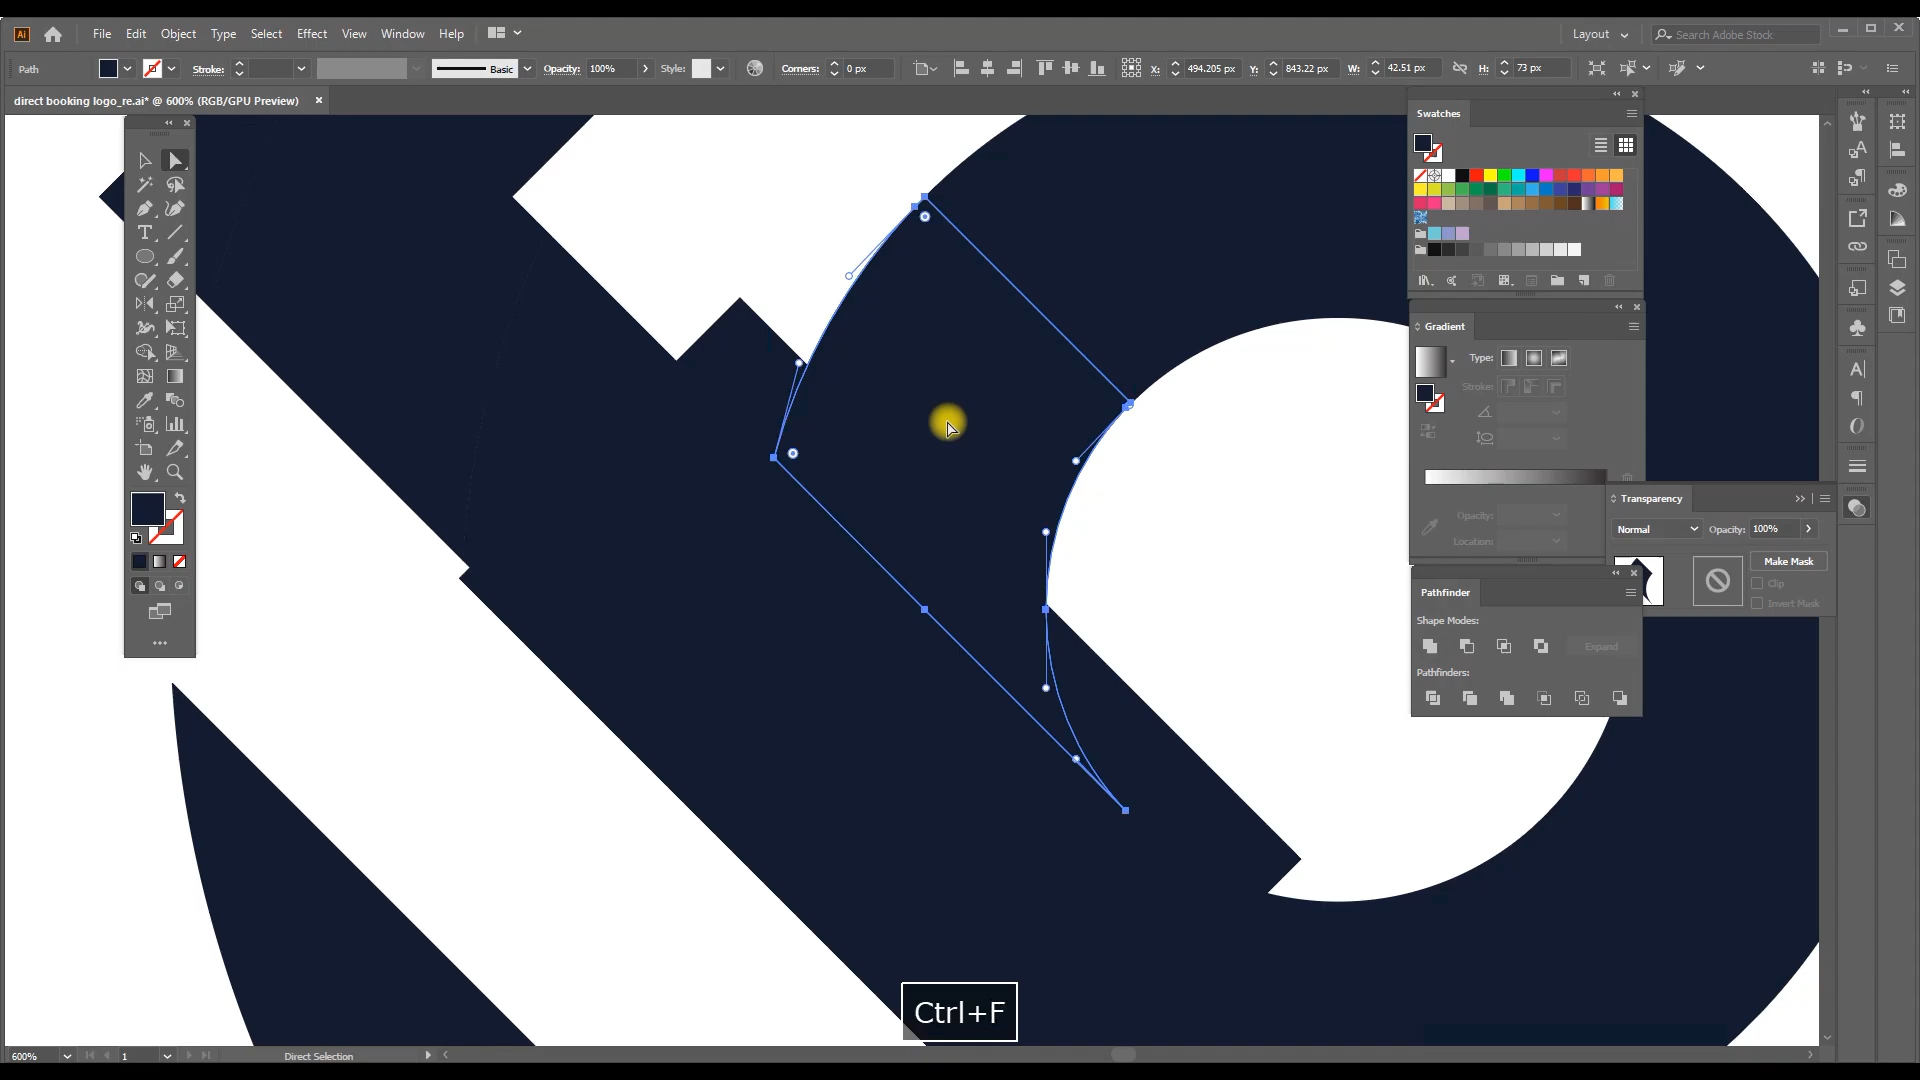 Ai
File Edit Object Type Select Effect View Window Help
Layout
Search Adobe Stock
Path
Stroke:
Basic
Opacity: 100%
Style:
Corners: 0 px
X: 494.205 px
Y: 843.22 px
W: 42.51 px
H: 73 px
direct booking logo_re.ai* @ 600% (RGB/GPU Preview)
Swatches
Gradient
Type:
Stroke:
Opacity:
Location:
Transparency
Normal
Opacity: 100%
Make Mask
Clip
Invert Mask
Pathfinder
Shape Modes:
Expand
Pathfinders:
Ctrl+F
600%
1
Direct Selection